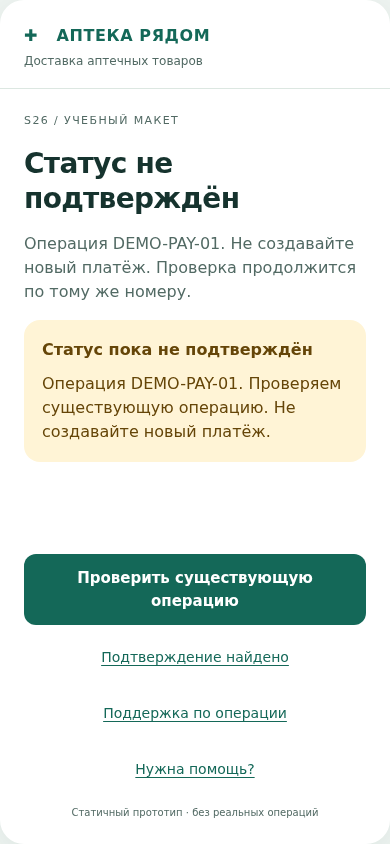 + АПТЕКА РЯДОМ
Доставка аптечных товаров
S26 / УЧЕБНЫЙ МАКЕТ
Статус не
подтверждён
Операция DEMO-PAY-01. Не создавайте
новый платёж. Проверка продолжится
по тому же номеру.
Статус пока не подтверждён
Операция DEMO-PAY-01. Проверяем
существующую операцию. Не
создавайте новый платёж.
Проверить существующую
операцию
Подтверждение найдено
Поддержка по операции
Нужна помощь?
Статичный прототип · без реальных операций